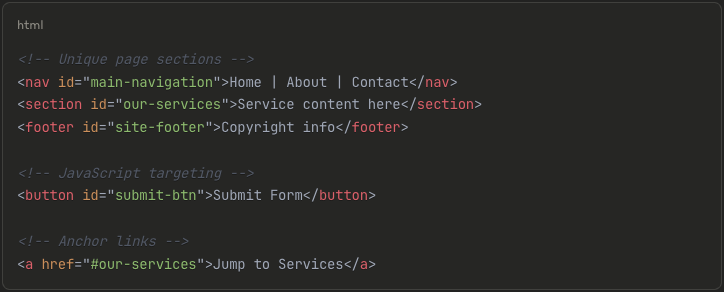 html
<!-- Unique page sections -->
<nav id="main-navigation">Home | About | Contact</nav>
<section id="our-services">Service content here</section>
<footer id="site-footer">Copyright info</footer>
<!-- JavaScript targeting -->
<button id="submit-btn">Submit Form</button>
<!-- Anchor links -->
<a href="#our-services">Jump to Services</a>